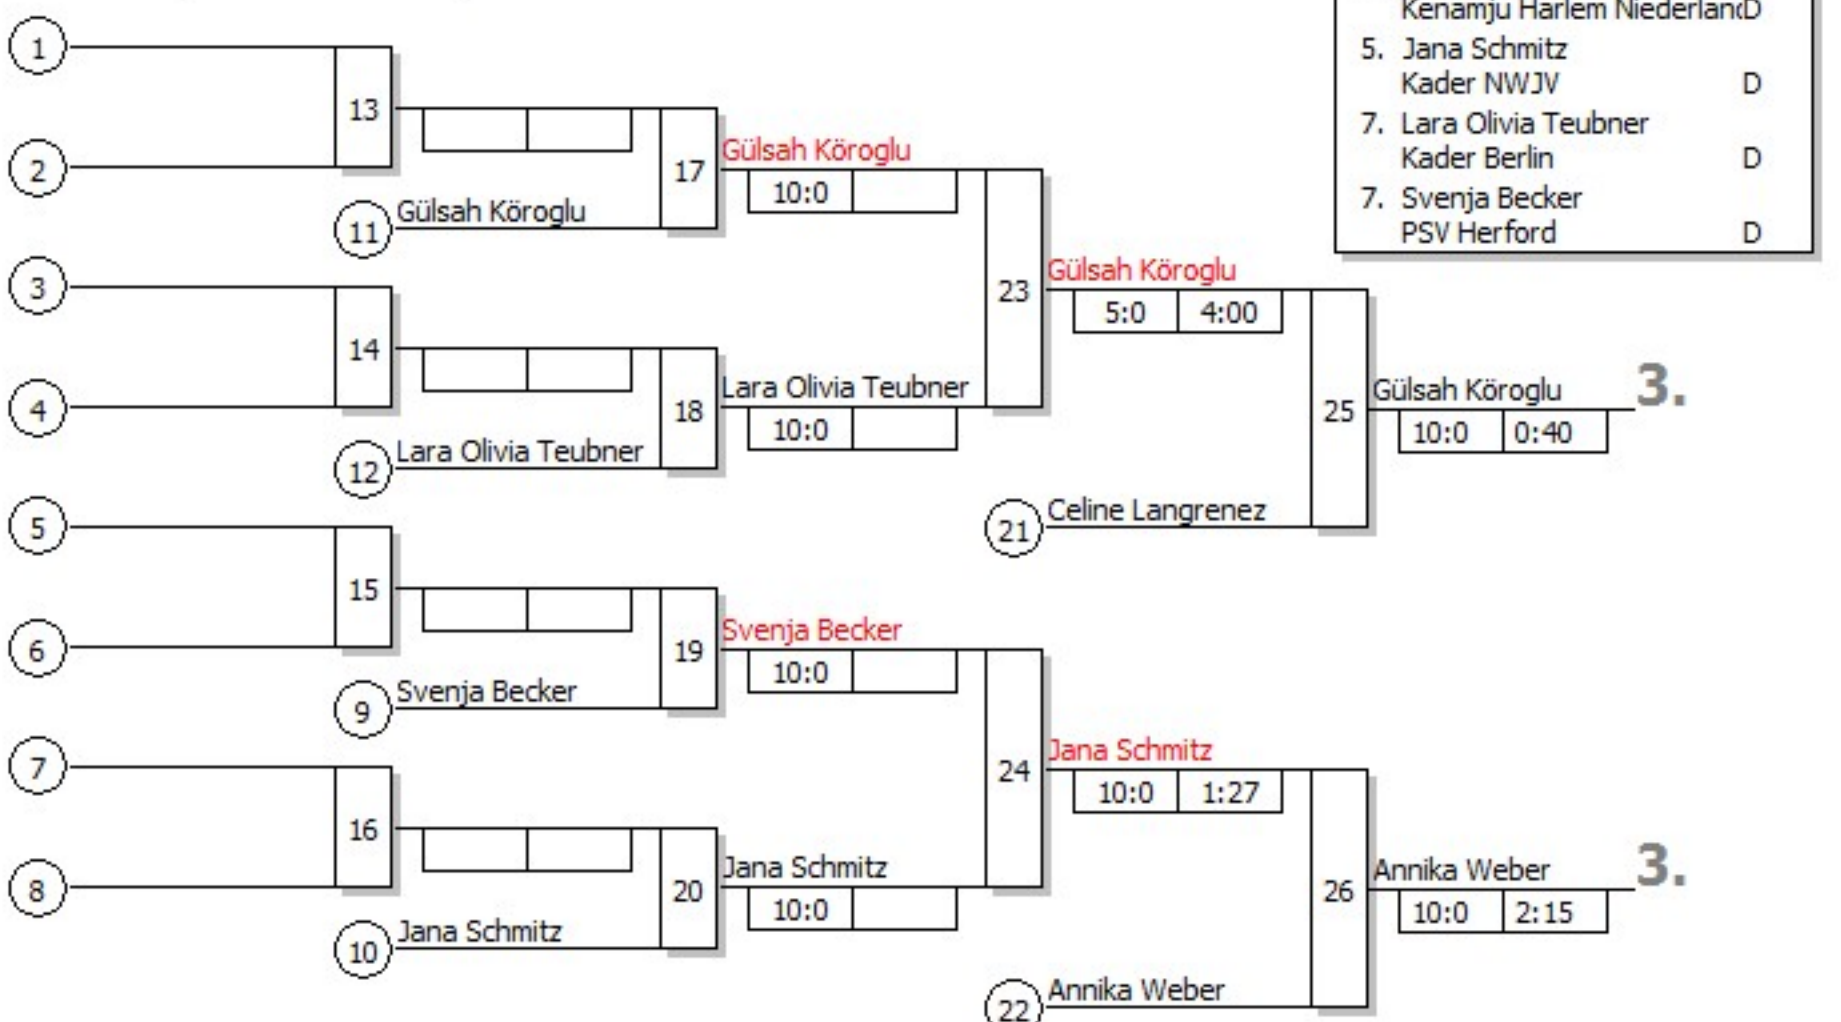 Kenamju Harlem NiederlandD
5. Jana Schmitz
Kader NWJV D
7. Lara Olivia Teubner
Kader Berlin D
7. Svenja Becker
PSV Herford D
1
13
2
17
Gülsah Köroglu
10:0
11
Gülsah Köroglu
3
23
Gülsah Köroglu
5:0 4:00
14
4
18
Lara Olivia Teubner
10:0
12
Lara Olivia Teubner
25
Gülsah Köroglu
3.
10:0 0:40
21
Celine Langrenez
5
15
6
19
Svenja Becker
10:0
9
Svenja Becker
7
24
Jana Schmitz
10:0 1:27
16
8
20
Jana Schmitz
10:0
10
Jana Schmitz
26
Annika Weber
3.
10:0 2:15
22
Annika Weber